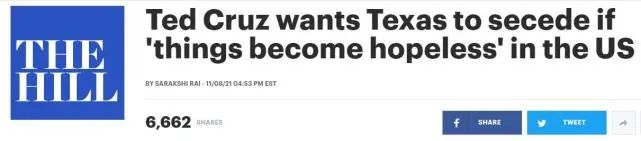 THE
HILL
Ted Cruz wants Texas to secede if
'things become hopeless' in the US
BY SARAKSHI RAI - 11/08/21 04:53 PM EST
6,662 SHARES
SHARE
TWEET